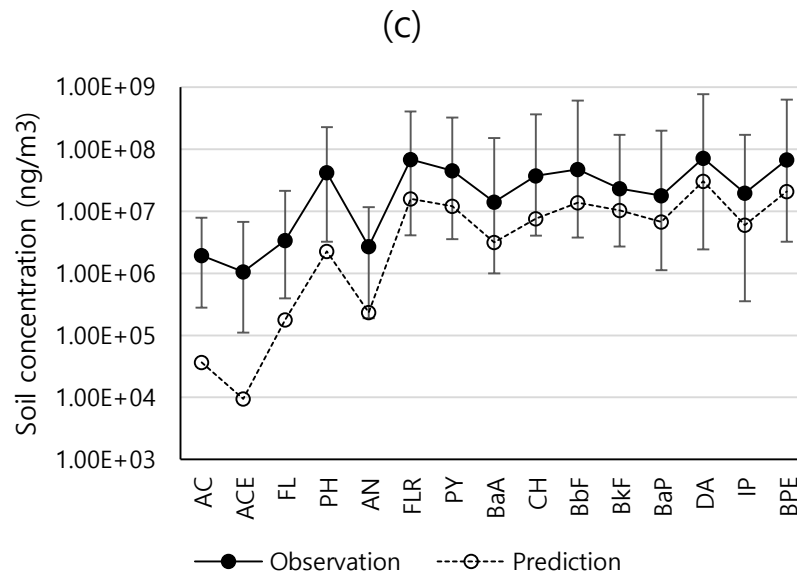 (c)
Soil concentration (ng/m3)
1.00E+09
1.00E+08
1.00E+07
1.00E+06
1.00E+05
1.00E+04
1.00E+03
AC
ACE
FL
PH
AN
FLR
PY
BaA
CH
BbF
BkF
BaP
DA
IP
BPE
Observation
Prediction